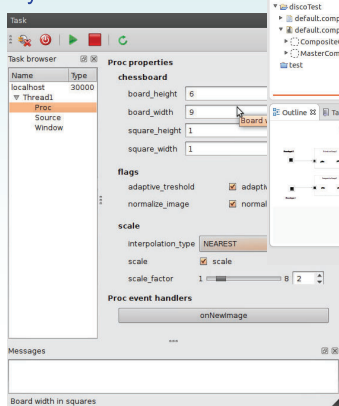 Task
Task browser
Name Type
localhost 30000
Thread1
Proc
Source
Window
Proc properties
chessboard
board_height 6
board_width 9
Board
square_height 1
square_width 1
flags
adaptive_treshold adaptiv
normalize_image normal
scale
interpolation_type NEAREST
scale scale
scale_factor 1 8 2
Proc event handlers
onNewImage
Messages
Board width in squares
discoTest
default.comp
default.comp
Composite
MasterCom
test
Outline Ta